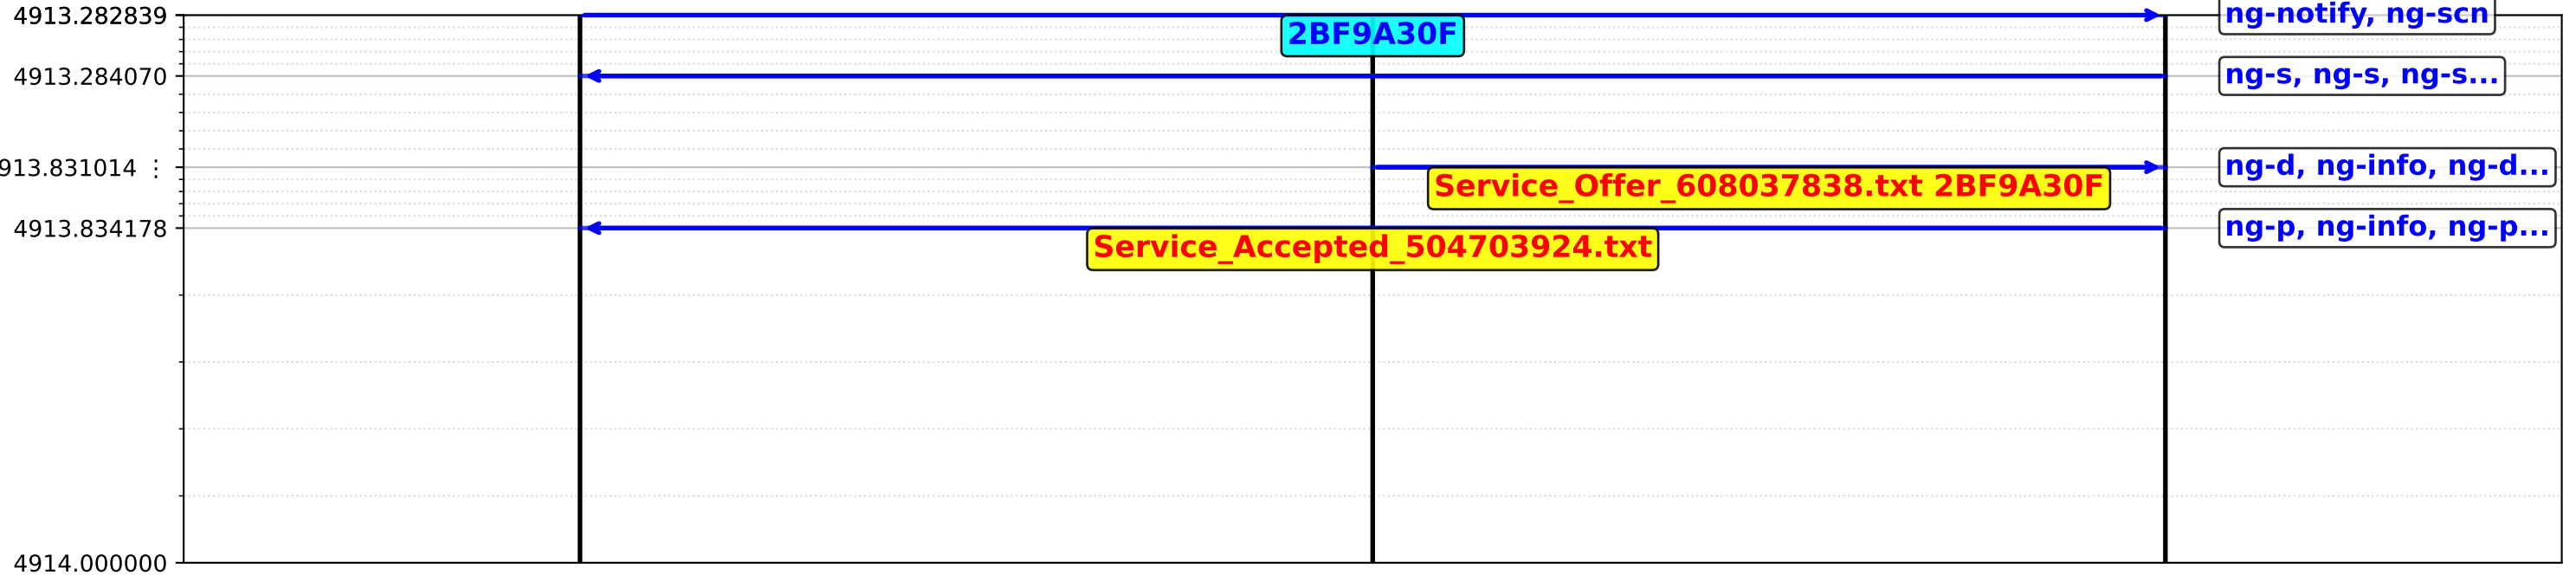 4913.282839
ng-notify, ng-scn
2BF9A30F
4913.284070
ng-s, ng-s, ng-s...
913.831014 ⋮
ng-d, ng-info, ng-d...
Service_Offer_608037838.txt 2BF9A30F
4913.834178
ng-p, ng-info, ng-p...
Service_Accepted_504703924.txt
4914.000000